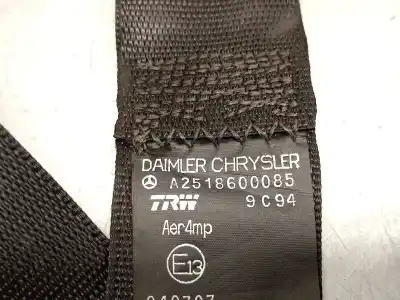 DAIMLER CHRYSLER
A2518600085
TRW 9C94
Aer4mp
E13